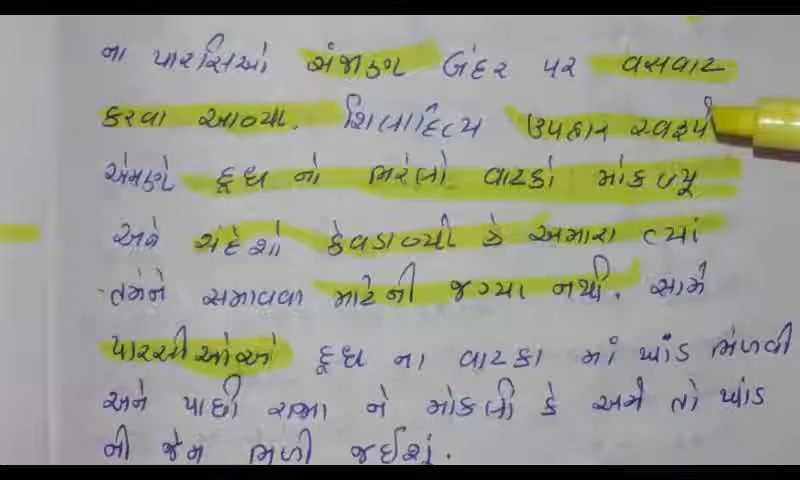 ના પારસિઓ સંજાણ બંદર પર વસવાટ
કરવા આવ્યા. શિલાદિત્ય ઉપહાર સ્વરૂપે
એમણે દૂધ નો ભરેલો વાટકો મોકલ્યુ
અને સંદેશો કેવડાવ્યો કે અમારા ત્યાં
તમને સમાવવા માટેની જગ્યા નથી. સામે
પારસીઓએ દૂધ ના વાટકા માં ખાંડ ભેળવી
અને પાછી રાજા ને મોકલી કે અમે તો ખાંડ
ની જેમ ભળી જઈશું.